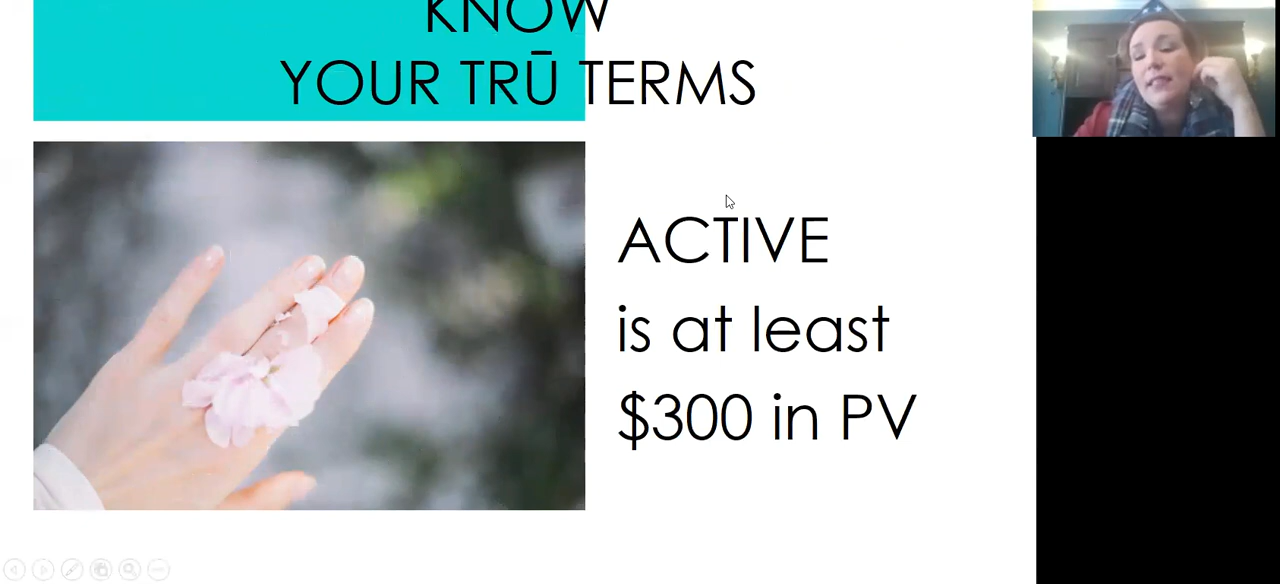 KNOW
YOUR TRŪ TERMS
ACTIVE
is at least
$300 in PV